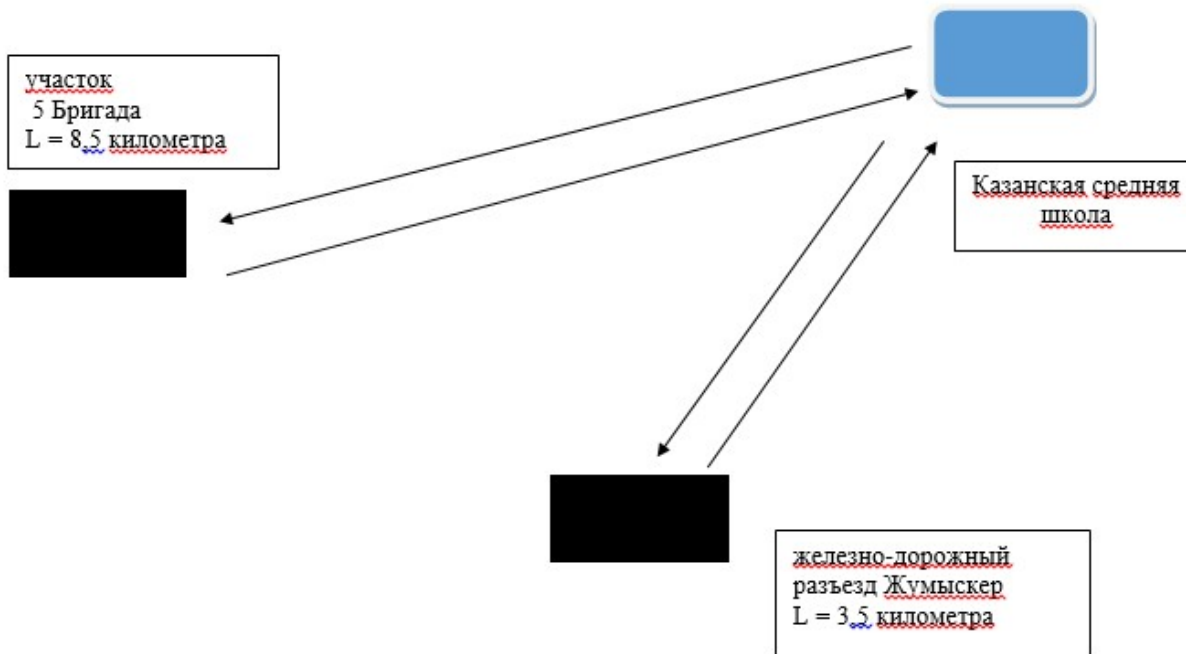 участок
5 Бригада
L = 8,5 километра
Казанская средняя
школа
железно-дорожный
разъезд Жумыскер
L = 3,5 километра